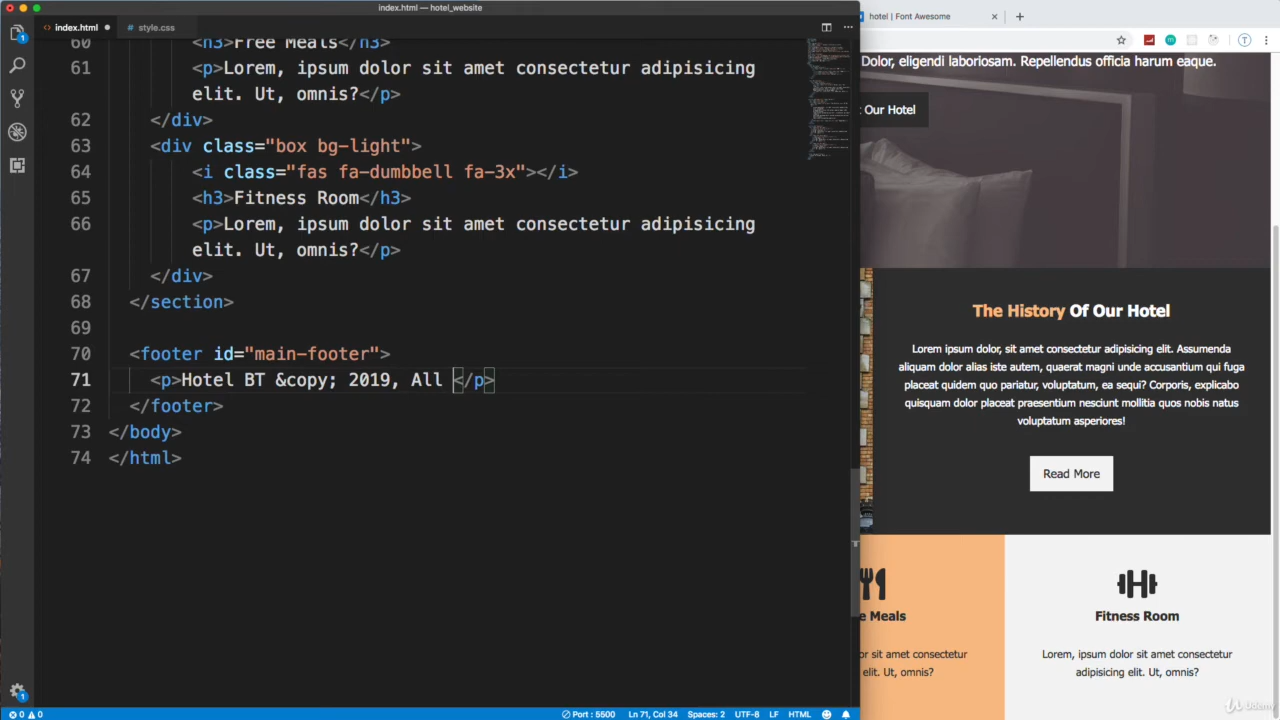 index.html — hotel_website
index.html
style.css
hotel | Font Awesome
60 <h3>Free Meals</h3>
61 <p>Lorem, ipsum dolor sit amet consectetur adipisicing
elit. Ut, omnis?</p>
62 </div>
63 <div class="box bg-light">
64 <i class="fas fa-dumbbell fa-3x"></i>
65 <h3>Fitness Room</h3>
66 <p>Lorem, ipsum dolor sit amet consectetur adipisicing
elit. Ut, omnis?</p>
67 </div>
68 </section>
69
70 <footer id="main-footer">
71 <p>Hotel BT &copy; 2019, All </p>
72 </footer>
73 </body>
74 </html>
1
1
0 0
Port : 5500
Ln 71, Col 34
Spaces: 2
UTF-8
LF
HTML
T
Dolor, eligendi laboriosam. Repellendus officia harum eaque.
t Our Hotel
The History Of Our Hotel
Lorem ipsum dolor, sit amet consectetur adipisicing elit. Assumenda
aliquam dolor alias iste autem, quaerat magni unde accusantium qui fuga
placeat quidem quo pariatur, voluptatum, ea sequi? Corporis, explicabo
quisquam dolor placeat praesentium nesciunt mollitia quos nobis natus
voluptatum asperiores!
Read More
e Meals
or sit amet consectetur
omnis?
Fitness Room
Lorem, ipsum dolor sit amet consectetur
adipisicing elit. Ut, omnis?
Udemy